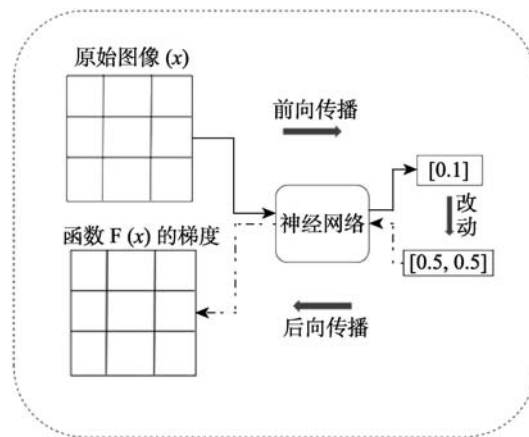 原始图像 (x)
前向传播
[0.1]
神经网络
改
动
函数 F (x) 的梯度
[0.5, 0.5]
后向传播